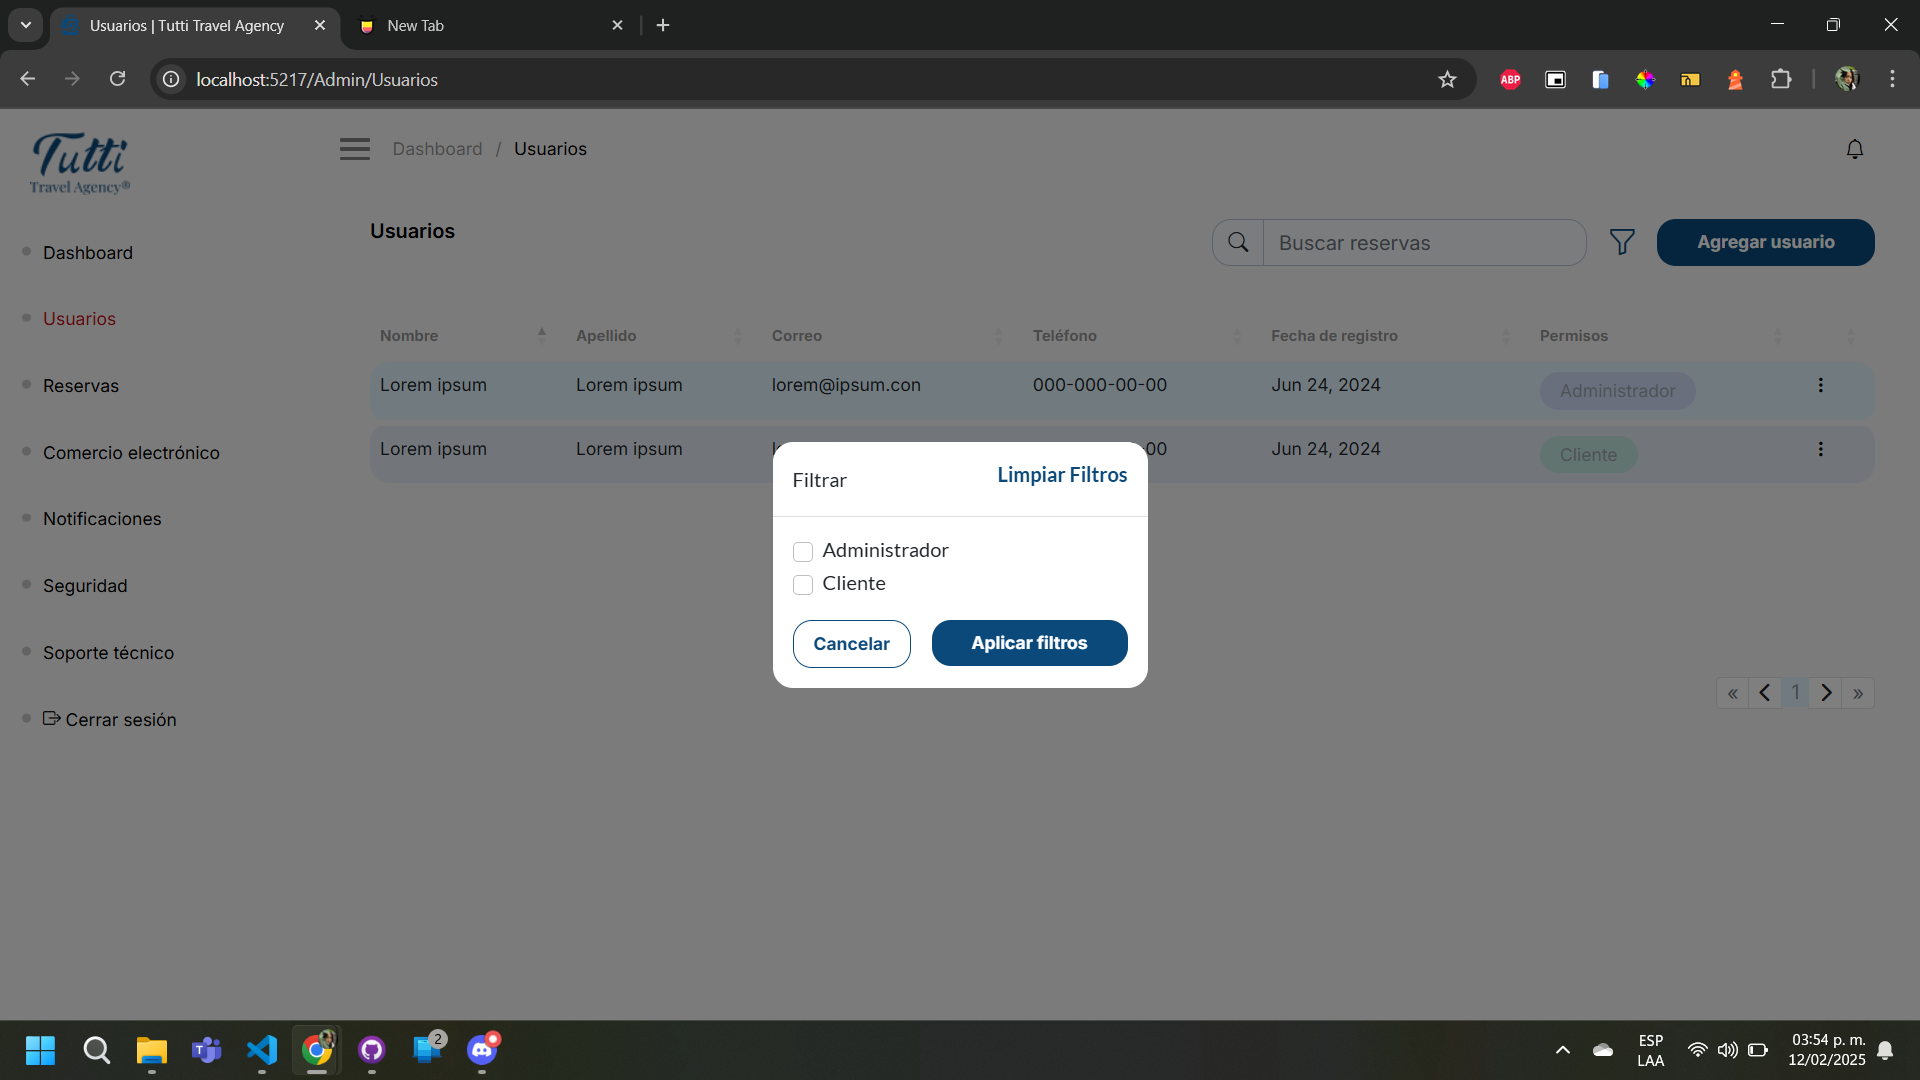 Usuarios | Tutti Travel Agency
New Tab
localhost:5217/Admin/Usuarios
ABP
Tutti
Travel Agency®
Dashboard / Usuarios
Dashboard
Usuarios
Reservas
Comercio electrónico
Notificaciones
Seguridad
Soporte técnico
Cerrar sesión
Usuarios
Buscar reservas
Agregar usuario
Nombre Apellido Correo Teléfono Fecha de registro Permisos
Lorem ipsum Lorem ipsum lorem@ipsum.con 000-000-00-00 Jun 24, 2024 Administrador
Lorem ipsum Lorem ipsum 00 Jun 24, 2024 Cliente
Filtrar
Limpiar Filtros
Administrador
Cliente
Cancelar
Aplicar filtros
« 1 »
2
ESP
LAA
03:54 p. m.
12/02/2025